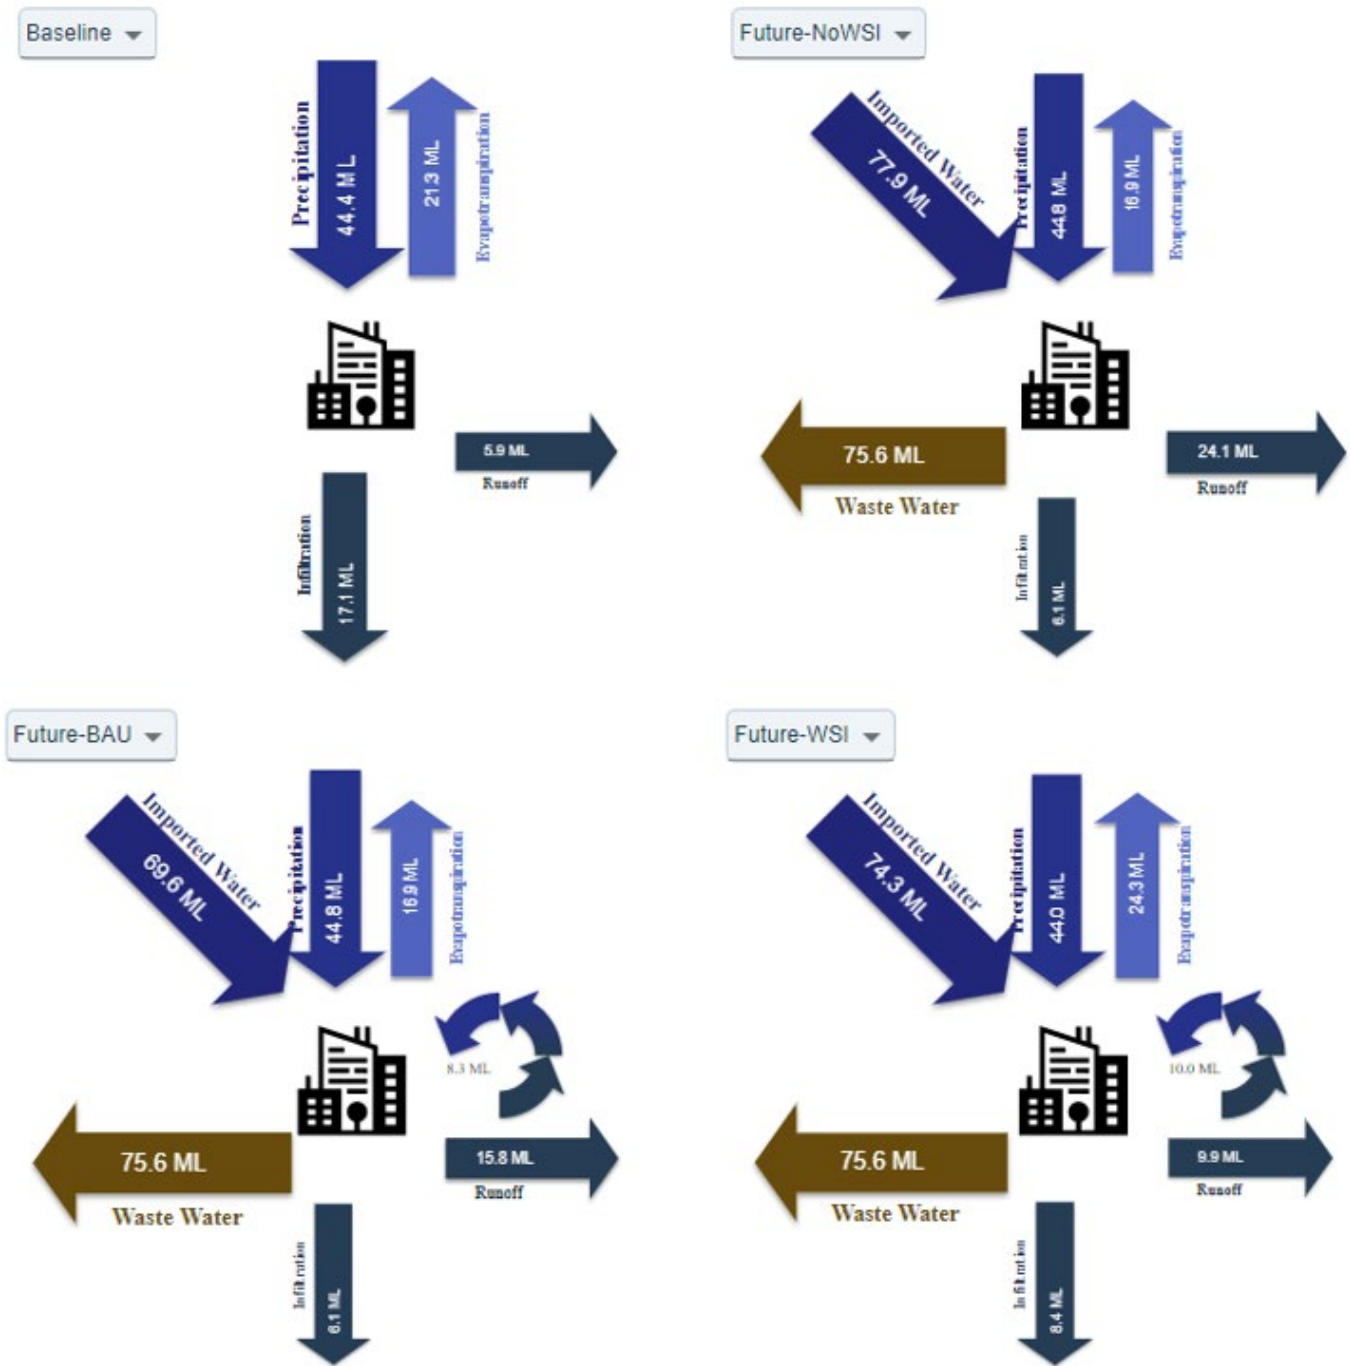 Baseline
Precipitation
44.4 ML
21.3 ML
Evapotranspiration
5.9 ML
Runoff
Infiltration
17.1 ML
Future-NoWSI
Imported Water
77.9 ML
Precipitation
44.8 ML
16.9 ML
Evapotranspiration
75.6 ML
Waste Water
24.1 ML
Runoff
Infiltration
6.1 ML
Future-BAU
Imported Water
69.6 ML
Precipitation
44.8 ML
16.9 ML
Evapotranspiration
8.3 ML
75.6 ML
Waste Water
15.8 ML
Runoff
Infiltration
6.1 ML
Future-WSI
Imported Water
74.3 ML
Precipitation
44.0 ML
24.3 ML
Evapotranspiration
10.0 ML
75.6 ML
Waste Water
9.9 ML
Runoff
Infiltration
8.4 ML